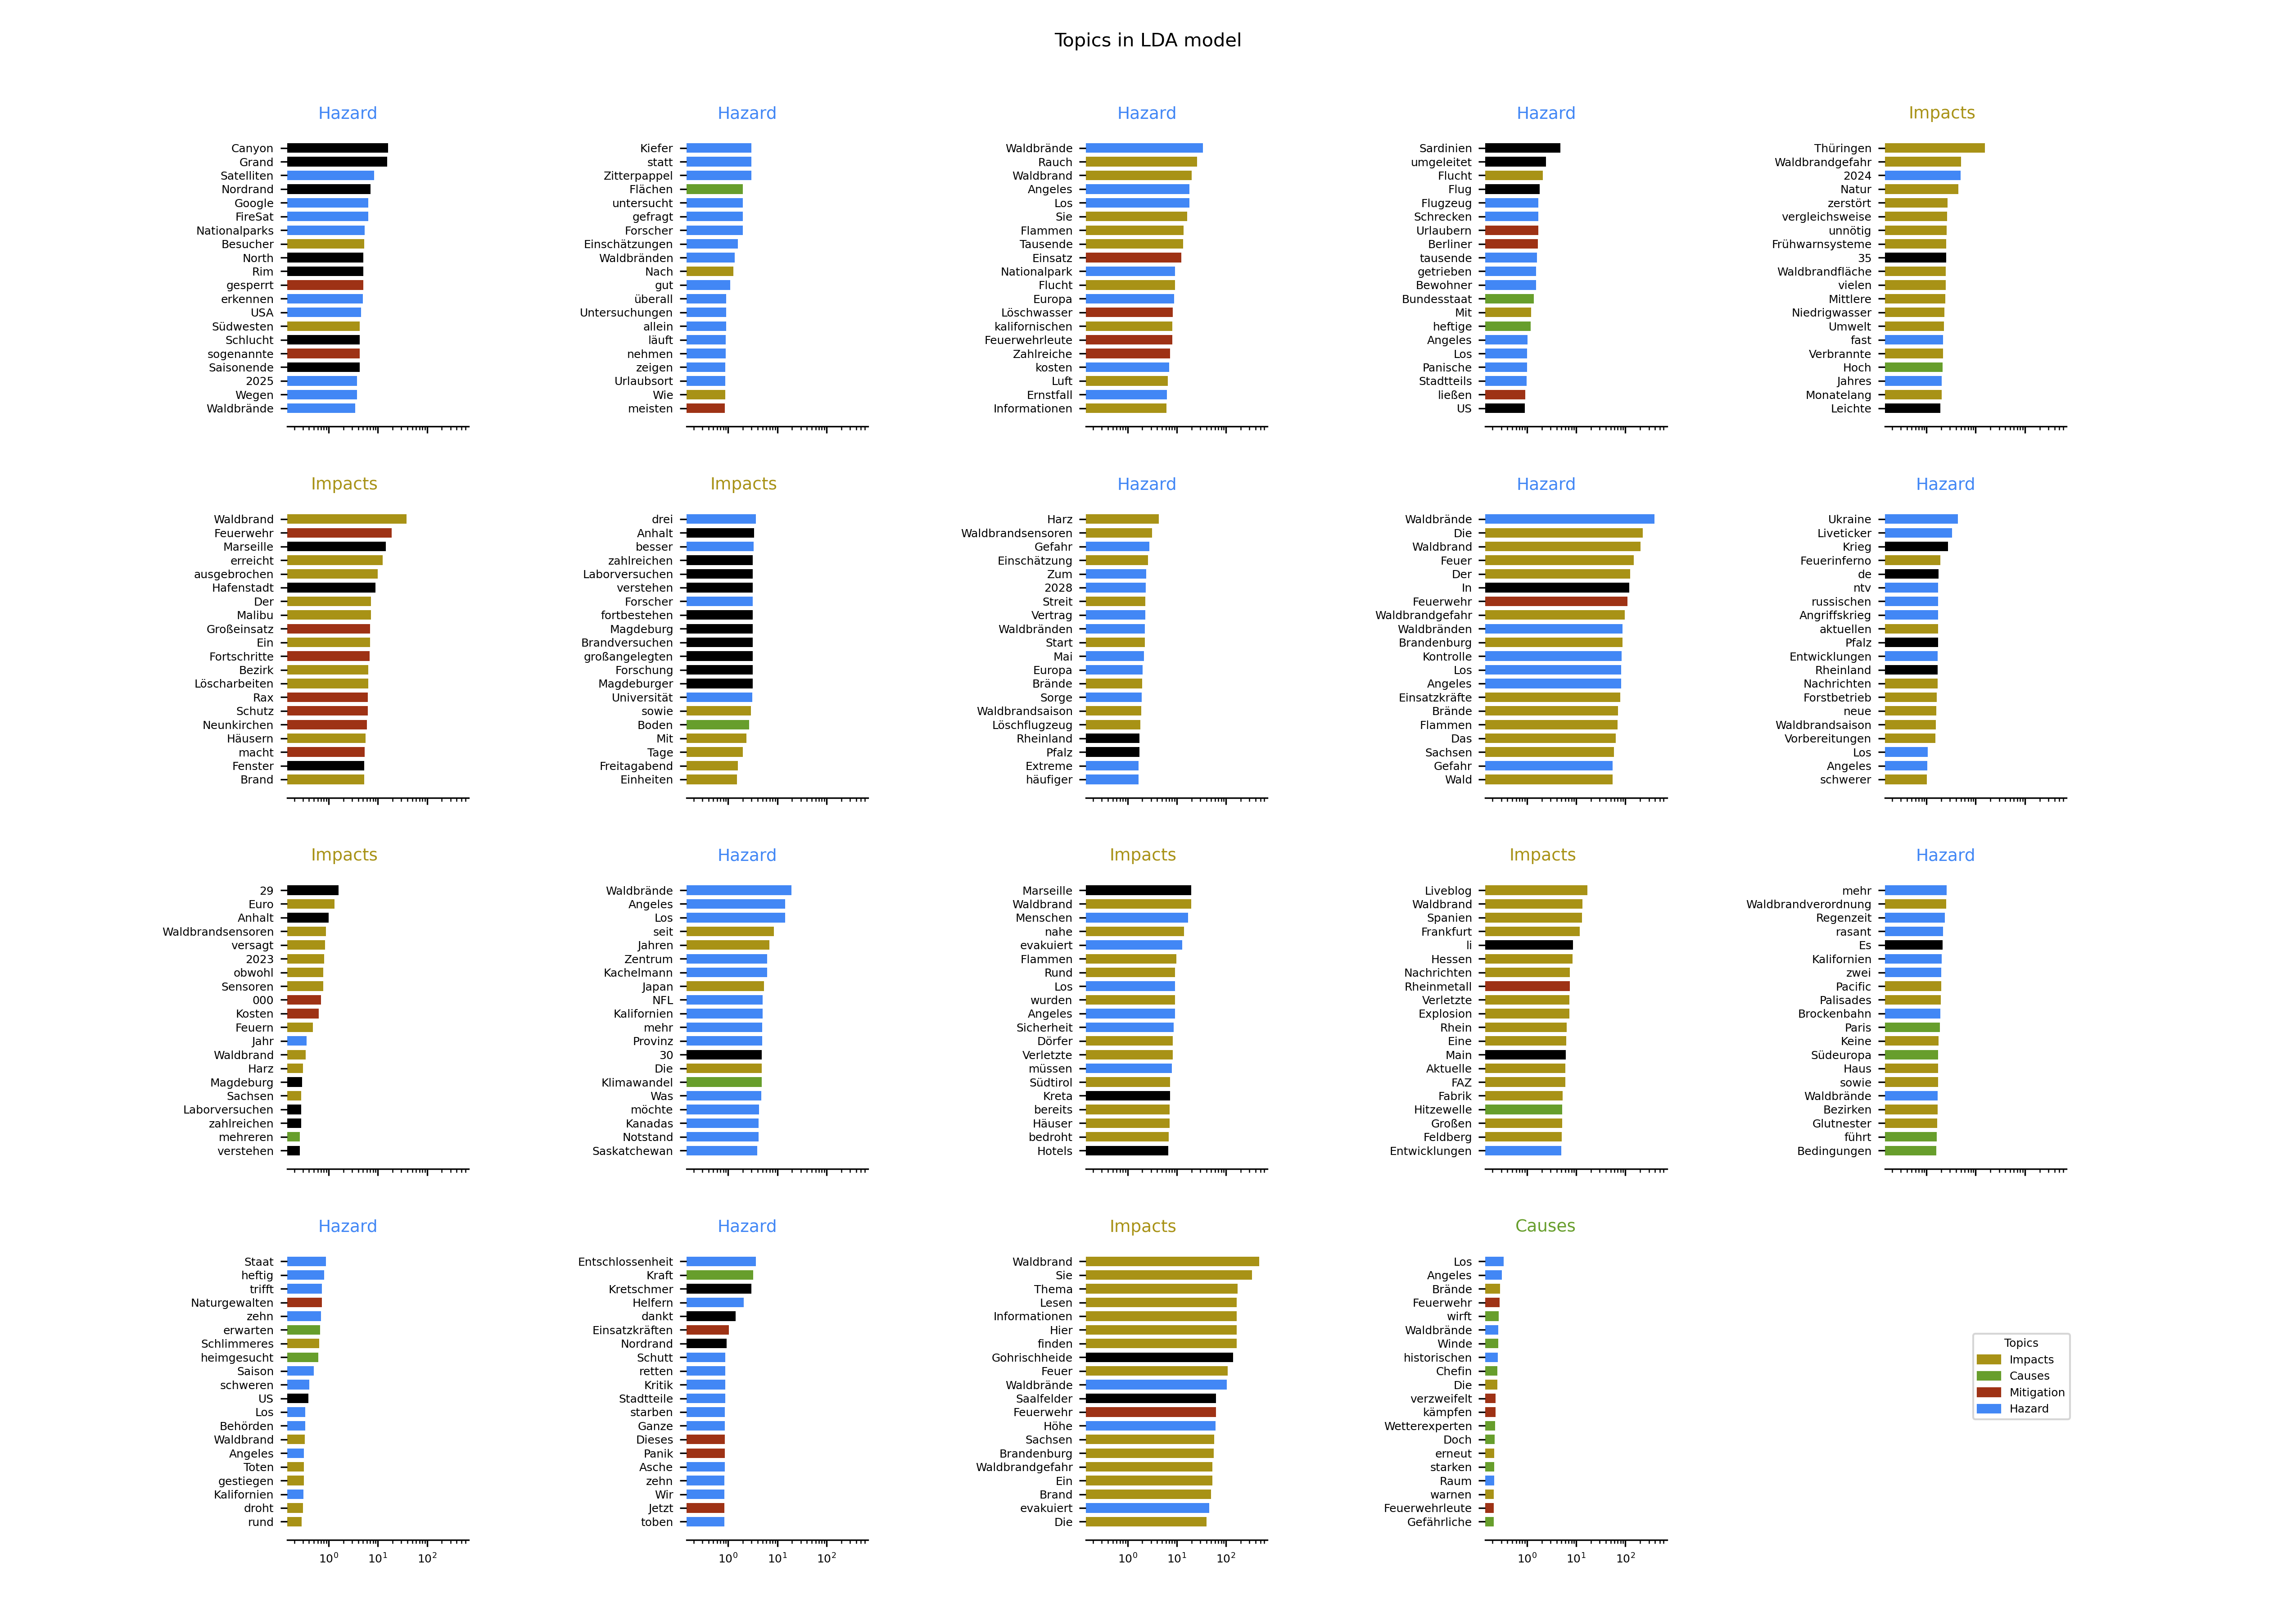 Topics in LDA model
Hazard
Canyon
Grand
Satelliten
Nordrand
Google
FireSat
Nationalparks
Besucher
North
Rim
gesperrt
erkennen
USA
Südwesten
Schlucht
sogenannte
Saisonende
2025
Wegen
Waldbrände
Hazard
Kiefer
statt
Zitterpappel
Flächen
untersucht
gefragt
Forscher
Einschätzungen
Waldbränden
Nach
gut
überall
Untersuchungen
allein
läuft
nehmen
zeigen
Urlaubsort
Wie
meisten
Hazard
Waldbrände
Rauch
Waldbrand
Angeles
Los
Sie
Flammen
Tausende
Einsatz
Nationalpark
Flucht
Europa
Löschwasser
kalifornischen
Feuerwehrleute
Zahlreiche
kosten
Luft
Ernstfall
Informationen
Hazard
Sardinien
umgeleitet
Flucht
Flug
Flugzeug
Schrecken
Urlaubern
Berliner
tausende
getrieben
Bewohner
Bundesstaat
Mit
heftige
Angeles
Los
Panische
Stadtteils
ließen
US
Impacts
Thüringen
Waldbrandgefahr
2024
Natur
zerstört
vergleichsweise
unnötig
Frühwarnsysteme
35
Waldbrandfläche
vielen
Mittlere
Niedrigwasser
Umwelt
fast
Verbrannte
Hoch
Jahres
Monatelang
Leichte
Impacts
Waldbrand
Feuerwehr
Marseille
erreicht
ausgebrochen
Hafenstadt
Der
Malibu
Großeinsatz
Ein
Fortschritte
Bezirk
Löscharbeiten
Rax
Schutz
Neunkirchen
Häusern
macht
Fenster
Brand
Impacts
drei
Anhalt
besser
zahlreichen
Laborversuchen
verstehen
Forscher
fortbestehen
Magdeburg
Brandversuchen
großangelegten
Forschung
Magdeburger
Universität
sowie
Boden
Mit
Tage
Freitagabend
Einheiten
Hazard
Harz
Waldbrandsensoren
Gefahr
Einschätzung
Zum
2028
Streit
Vertrag
Waldbränden
Start
Mai
Europa
Brände
Sorge
Waldbrandsaison
Löschflugzeug
Rheinland
Pfalz
Extreme
häufiger
Hazard
Waldbrände
Die
Waldbrand
Feuer
Der
In
Feuerwehr
Waldbrandgefahr
Waldbränden
Brandenburg
Kontrolle
Los
Angeles
Einsatzkräfte
Brände
Flammen
Das
Sachsen
Gefahr
Wald
Hazard
Ukraine
Liveticker
Krieg
Feuerinferno
de
ntv
russischen
Angriffskrieg
aktuellen
Pfalz
Entwicklungen
Rheinland
Nachrichten
Forstbetrieb
neue
Waldbrandsaison
Vorbereitungen
Los
Angeles
schwerer
Impacts
29
Euro
Anhalt
Waldbrandsensoren
versagt
2023
obwohl
Sensoren
000
Kosten
Feuern
Jahr
Waldbrand
Harz
Magdeburg
Sachsen
Laborversuchen
zahlreichen
mehreren
verstehen
Hazard
Waldbrände
Angeles
Los
seit
Jahren
Zentrum
Kachelmann
Japan
NFL
Kalifornien
mehr
Provinz
30
Die
Klimawandel
Was
möchte
Kanadas
Notstand
Saskatchewan
Impacts
Marseille
Waldbrand
Menschen
nahe
evakuiert
Flammen
Rund
Los
wurden
Angeles
Sicherheit
Dörfer
Verletzte
müssen
Südtirol
Kreta
bereits
Häuser
bedroht
Hotels
Impacts
Liveblog
Waldbrand
Spanien
Frankfurt
li
Hessen
Nachrichten
Rheinmetall
Verletzte
Explosion
Rhein
Eine
Main
Aktuelle
FAZ
Fabrik
Hitzewelle
Großen
Feldberg
Entwicklungen
Hazard
mehr
Waldbrandverordnung
Regenzeit
rasant
Es
Kalifornien
zwei
Pacific
Palisades
Brockenbahn
Paris
Keine
Südeuropa
Haus
sowie
Waldbrände
Bezirken
Glutnester
führt
Bedingungen
Hazard
Staat
heftig
trifft
Naturgewalten
zehn
erwarten
Schlimmeres
heimgesucht
Saison
schweren
US
Los
Behörden
Waldbrand
Angeles
Toten
gestiegen
Kalifornien
droht
rund
10⁰ 10¹ 10²
Hazard
Entschlossenheit
Kraft
Kretschmer
Helfern
dankt
Einsatzkräften
Nordrand
Schutt
retten
Kritik
Stadtteile
starben
Ganze
Dieses
Panik
Asche
zehn
Wir
Jetzt
toben
10⁰ 10¹ 10²
Impacts
Waldbrand
Sie
Thema
Lesen
Informationen
Hier
finden
Gohrischheide
Feuer
Waldbrände
Saalfelder
Feuerwehr
Höhe
Sachsen
Brandenburg
Waldbrandgefahr
Ein
Brand
evakuiert
Die
10⁰ 10¹ 10²
Causes
Los
Angeles
Brände
Feuerwehr
wirft
Waldbrände
Winde
historischen
Chefin
Die
verzweifelt
kämpfen
Wetterexperten
Doch
erneut
starken
Raum
warnen
Feuerwehrleute
Gefährliche
10⁰ 10¹ 10²
Topics
Impacts
Causes
Mitigation
Hazard